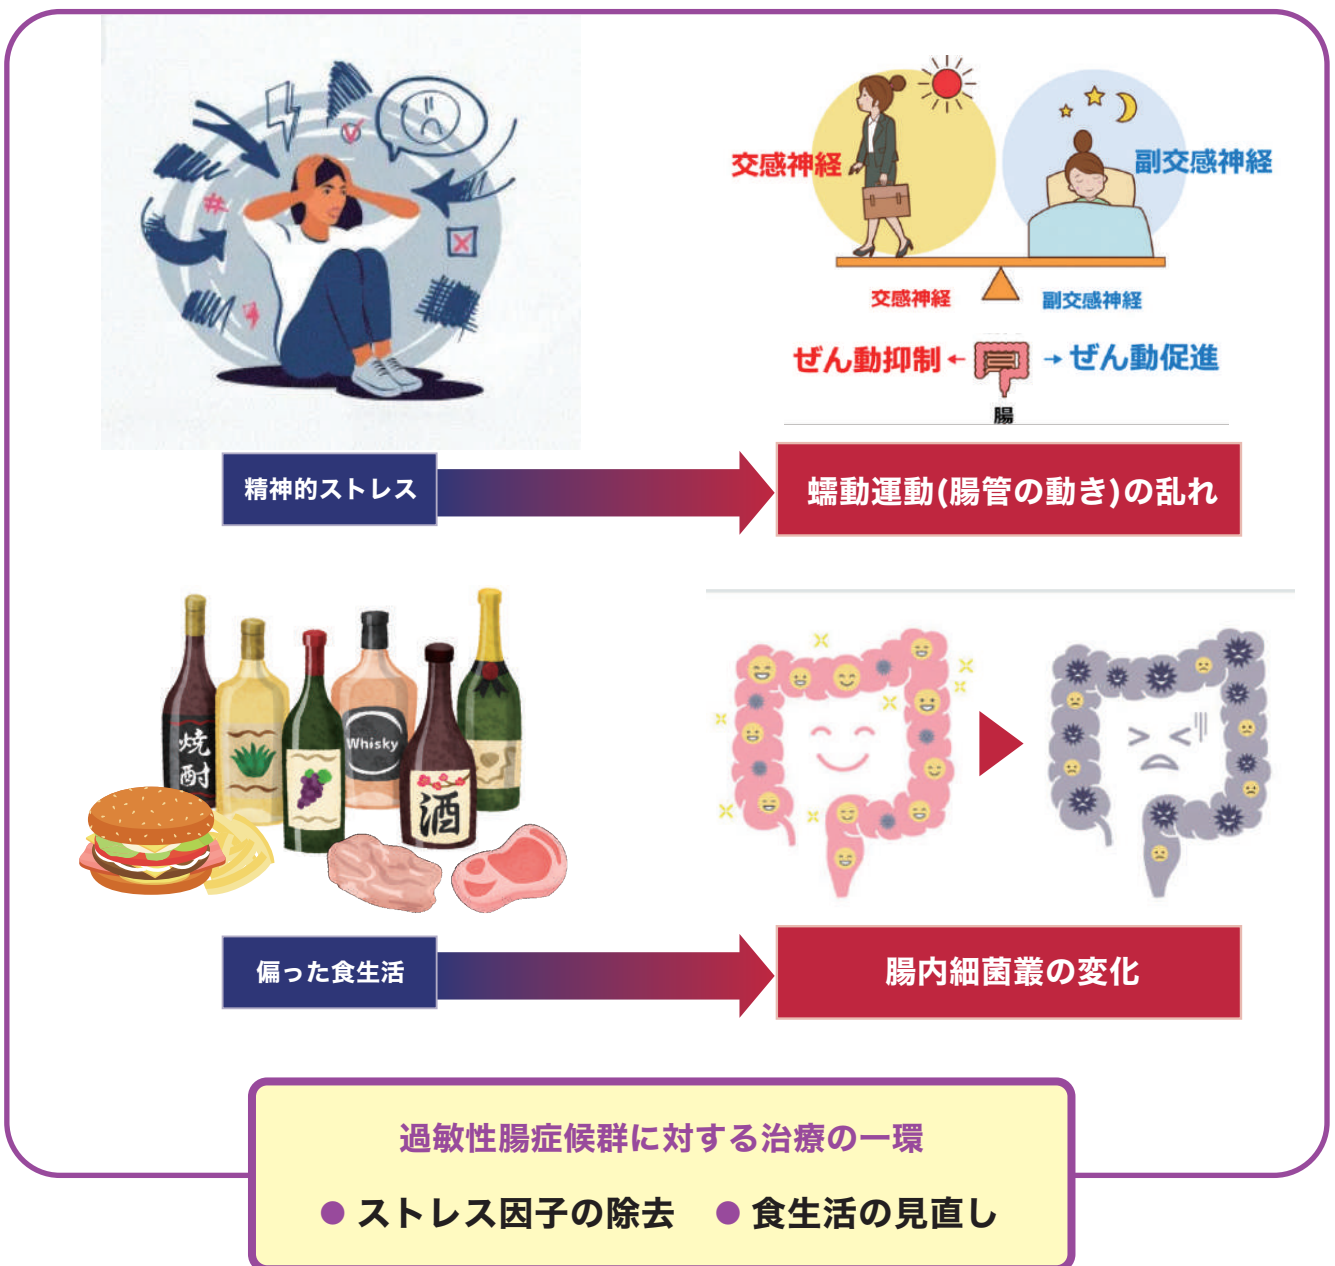 交感神経
副交感神経
交感神経
副交感神経
ぜん動抑制 ← → ぜん動促進
腸
精神的ストレス
蠕動運動(腸管の動き)の乱れ
焼酎
Whisky
酒
偏った食生活
腸内細菌叢の変化
過敏性腸症候群に対する治療の一環
● ストレス因子の除去 ● 食生活の見直し